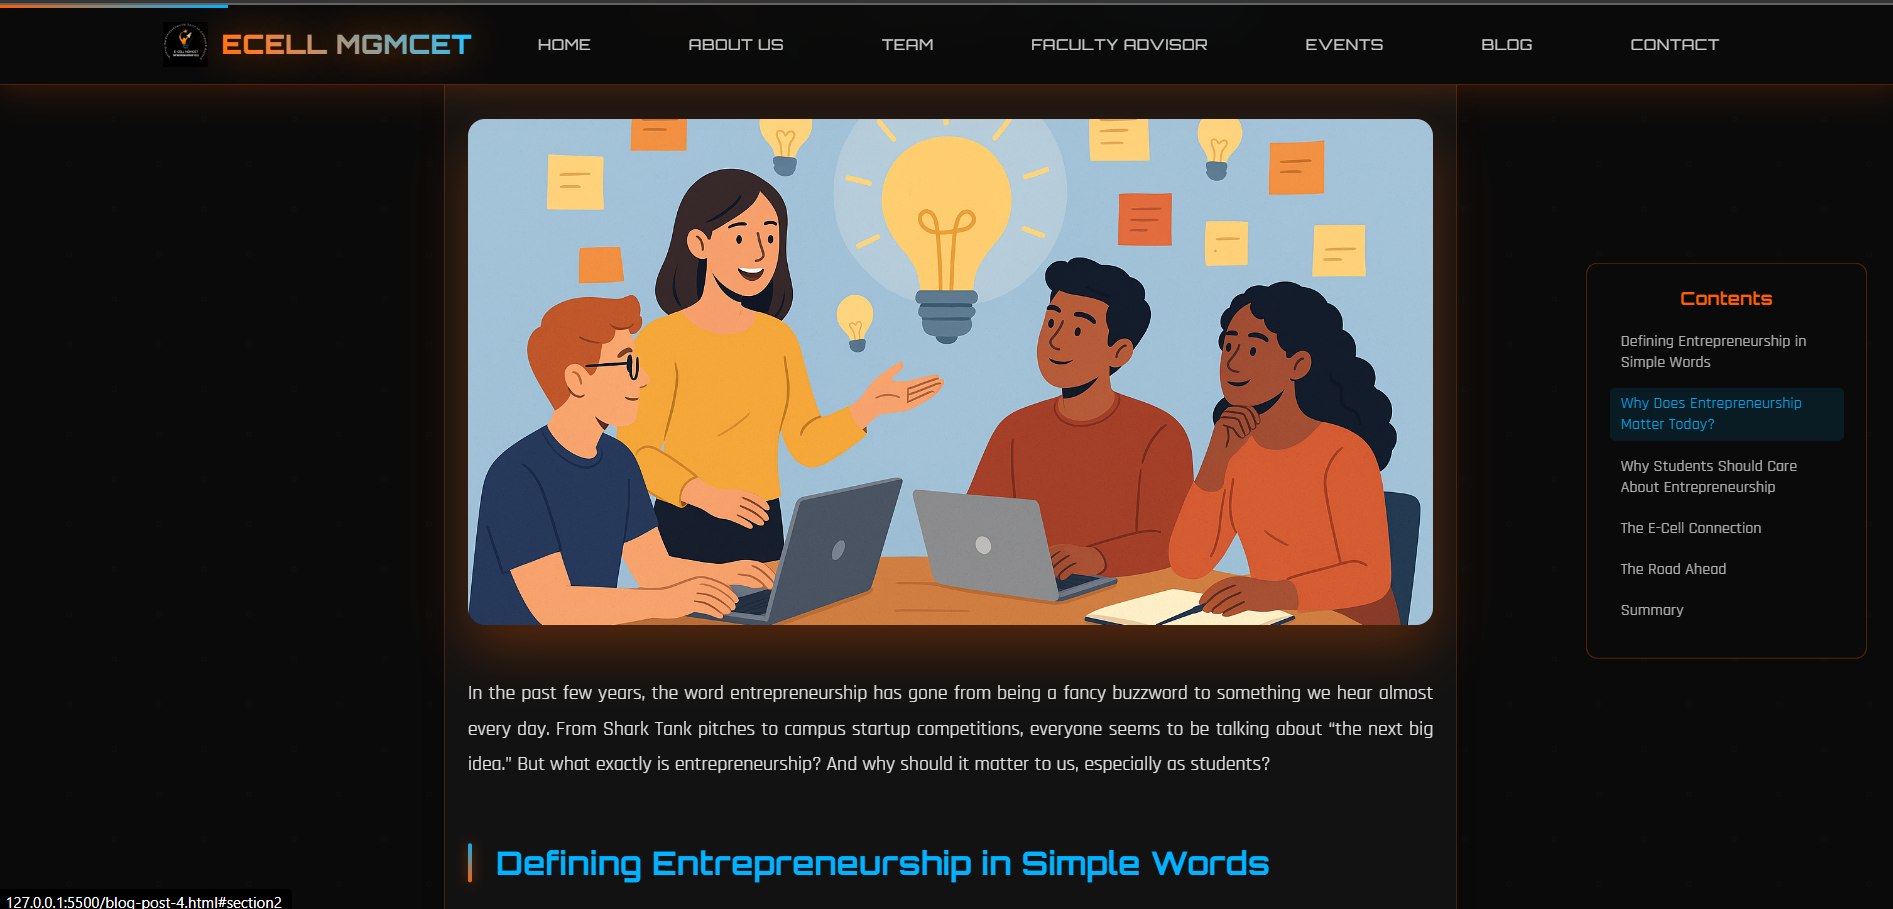 ECELL MGMCET
HOME
ABOUT US
TEAM
FACULTY ADVISOR
EVENTS
BLOG
CONTACT
Contents
Defining Entrepreneurship in
Simple Words
Why Does Entrepreneurship
Matter Today?
Why Students Should Care
About Entrepreneurship
The E-Cell Connection
The Road Ahead
Summary
In the past few years, the word entrepreneurship has gone from being a fancy buzzword to something we hear almost
every day. From Shark Tank pitches to campus startup competitions, everyone seems to be talking about “the next big
idea.” But what exactly is entrepreneurship? And why should it matter to us, especially as students?
Defining Entrepreneurship in Simple Words
127.0.0.1:5500/blog-post-4.html#section2